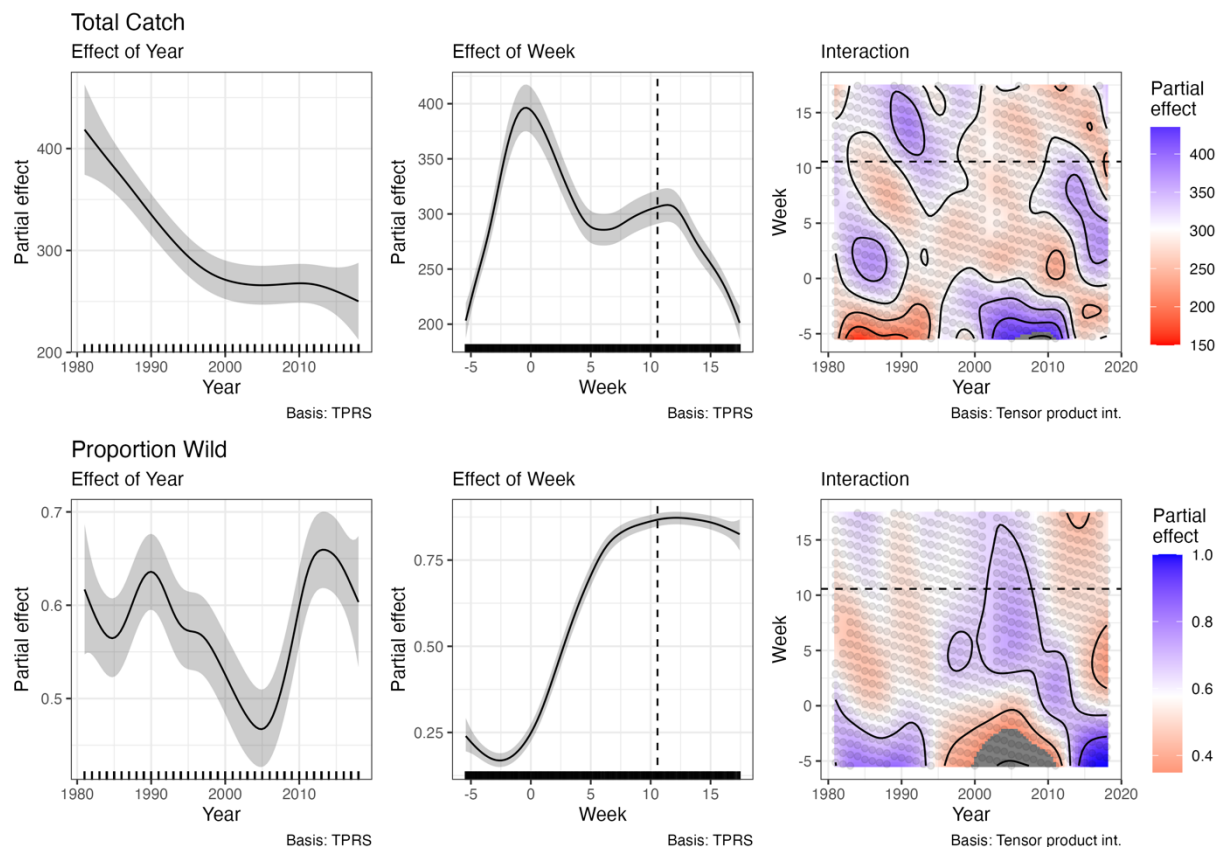 Total Catch
Effect of Year
Effect of Week
Interaction
Partial effect
400
300
200
1980
1990
2000
2010
Year
Basis: TPRS
Partial effect
400
350
300
250
200
-5
0
5
10
15
Week
Basis: TPRS
Week
15
10
5
0
-5
1980
1990
2000
2010
2020
Year
Basis: Tensor product int.
Partial
effect
400
350
300
250
200
150
Proportion Wild
Effect of Year
Effect of Week
Interaction
Partial effect
0.7
0.6
0.5
1980
1990
2000
2010
Year
Basis: TPRS
Partial effect
0.75
0.50
0.25
-5
0
5
10
15
Week
Basis: TPRS
Week
15
10
5
0
-5
1980
1990
2000
2010
2020
Year
Basis: Tensor product int.
Partial
effect
1.0
0.8
0.6
0.4